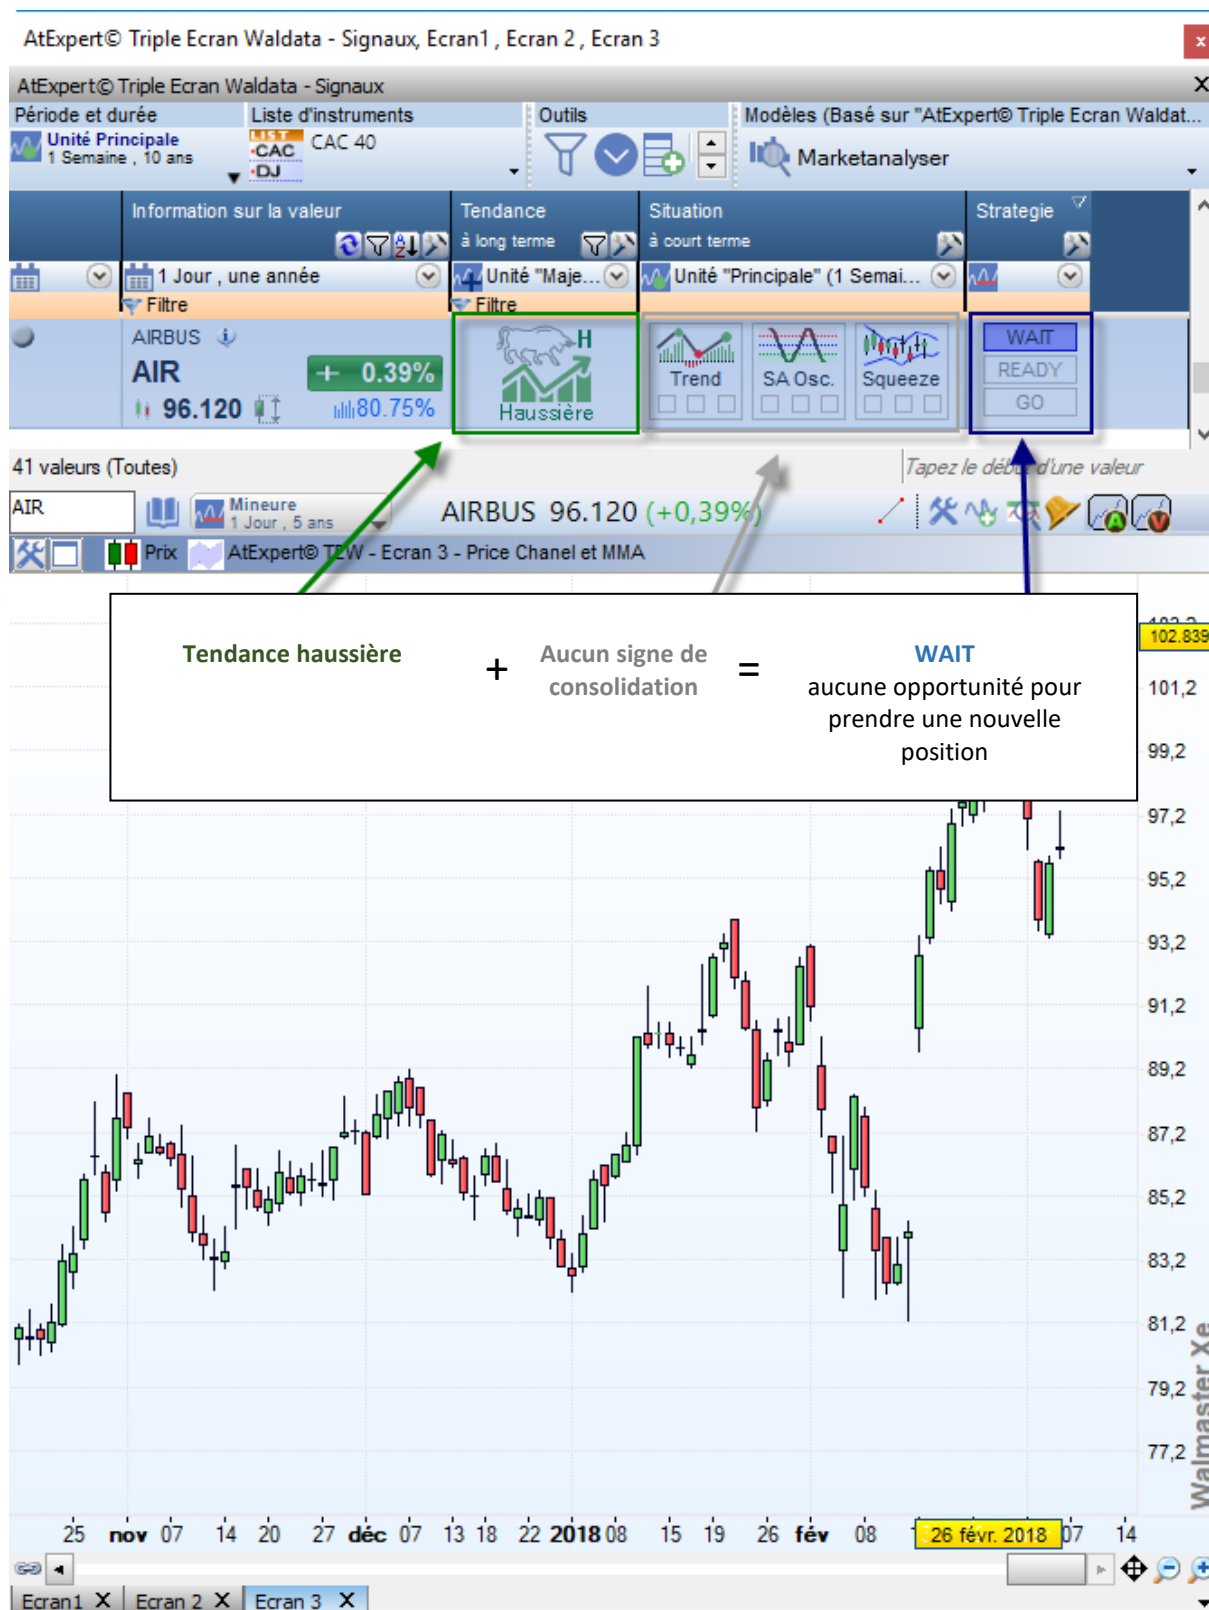 AtExpert© Triple Ecran Waldata - Signaux, Ecran1 , Ecran 2 , Ecran 3
x
AtExpert© Triple Ecran Waldata - Signaux
X
Période et durée
Liste d'instruments
Outils
Modèles (Basé sur "AtExpert© Triple Ecran Waldat...
Unité Principale
1 Semaine , 10 ans
LIST
CAC
DJ
CAC 40
Marketanalyser
Information sur la valeur
Tendance
à long terme
Situation
à court terme
Strategie
1 Jour , une année
Unité "Maje...
Unité "Principale" (1 Semai...
Filtre
Filtre
AIRBUS
AIR
+ 0.39%
96.120
80.75%
H
Haussière
Trend
SA Osc.
Squeeze
WAIT
READY
GO
41 valeurs (Toutes)
Tapez le début d'une valeur
AIR
Mineure
1 Jour , 5 ans
AIRBUS 96.120 (+0,39%)
A
V
Prix
AtExpert© TEW - Ecran 3 - Price Chanel et MMA
Tendance haussière
+
Aucun signe de
consolidation
=
WAIT
aucune opportunité pour
prendre une nouvelle
position
102.839
101,2
99,2
97,2
95,2
93,2
91,2
89,2
87,2
85,2
83,2
81,2
79,2
77,2
Walmaster Xe
25 nov 07 14 20 27 déc 07 13 18 22 2018 08 15 19 26 fév 08 26 févr. 2018 07 14
Ecran1 X
Ecran 2 X
Ecran 3 X